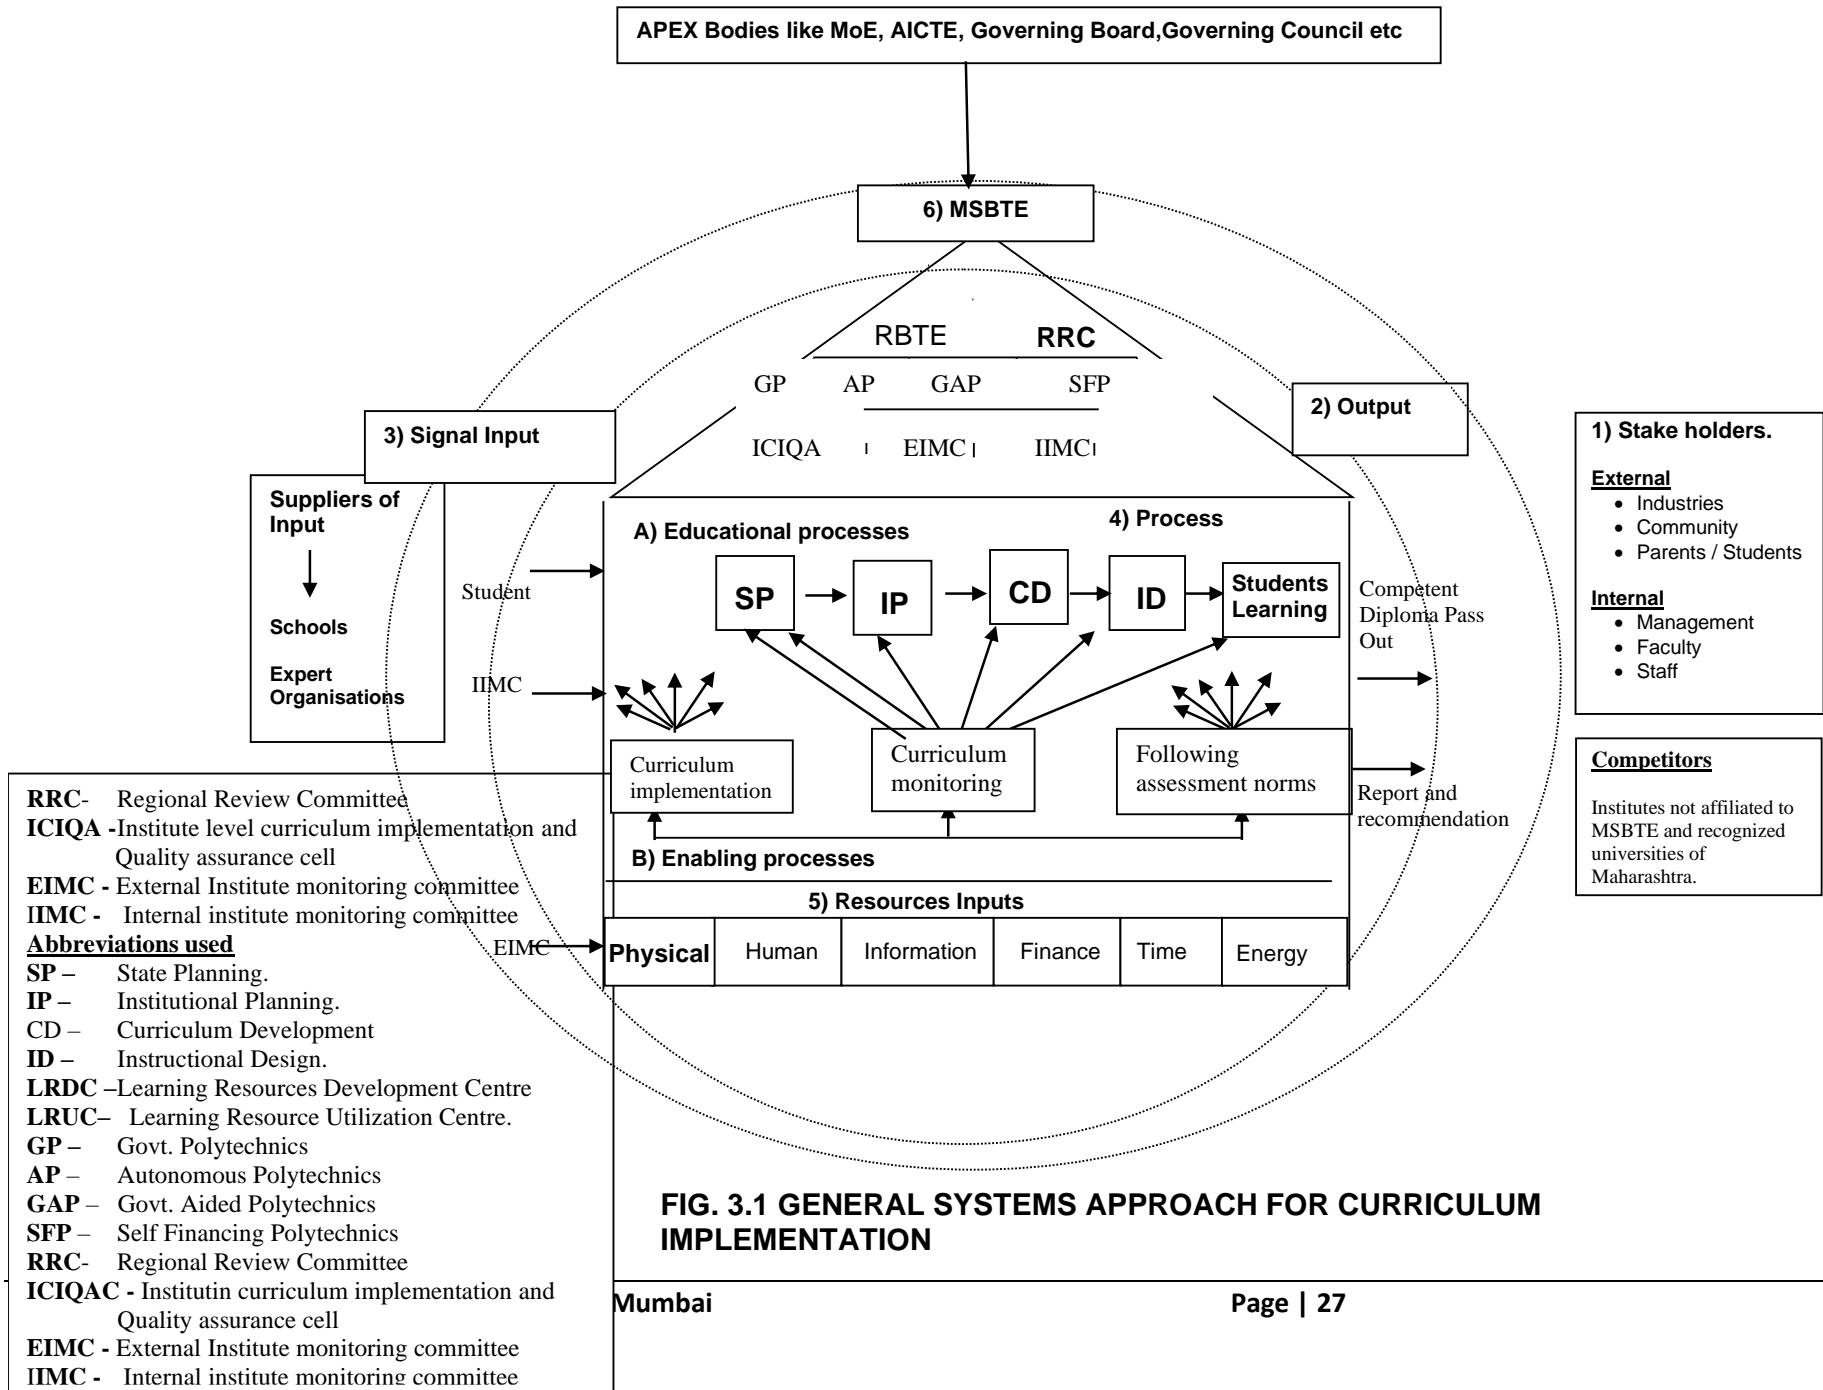 APEX Bodies like MoE, AICTE, Governing Board,Governing Council etc
6) MSBTE
RBTE RRC
GP AP GAP SFP
ICIQA EIMC IIMC
3) Signal Input
2) Output
Suppliers of
Input
Schools
Expert
Organisations
Student
IIMC
EIMC
4) Process
A) Educational processes
SP IP CD ID Students
Learning
Curriculum
implementation
Curriculum
monitoring
Following
assessment norms
B) Enabling processes
5) Resources Inputs
Physical Human Information Finance Time Energy
Competent
Diploma Pass
Out
Report and
recommendation
1) Stake holders.
External
• Industries
• Community
• Parents / Students
Internal
• Management
• Faculty
• Staff
Competitors
Institutes not affiliated to
MSBTE and recognized
universities of
Maharashtra.
RRC- Regional Review Committee
ICIQA -Institute level curriculum implementation and
Quality assurance cell
EIMC - External Institute monitoring committee
IIMC - Internal institute monitoring committee
Abbreviations used
SP – State Planning.
IP – Institutional Planning.
CD – Curriculum Development
ID – Instructional Design.
LRDC –Learning Resources Development Centre
LRUC– Learning Resource Utilization Centre.
GP – Govt. Polytechnics
AP – Autonomous Polytechnics
GAP – Govt. Aided Polytechnics
SFP – Self Financing Polytechnics
RRC- Regional Review Committee
ICIQAC - Institutin curriculum implementation and
Quality assurance cell
EIMC - External Institute monitoring committee
IIMC - Internal institute monitoring committee
FIG. 3.1 GENERAL SYSTEMS APPROACH FOR CURRICULUM
IMPLEMENTATION
Mumbai Page | 27